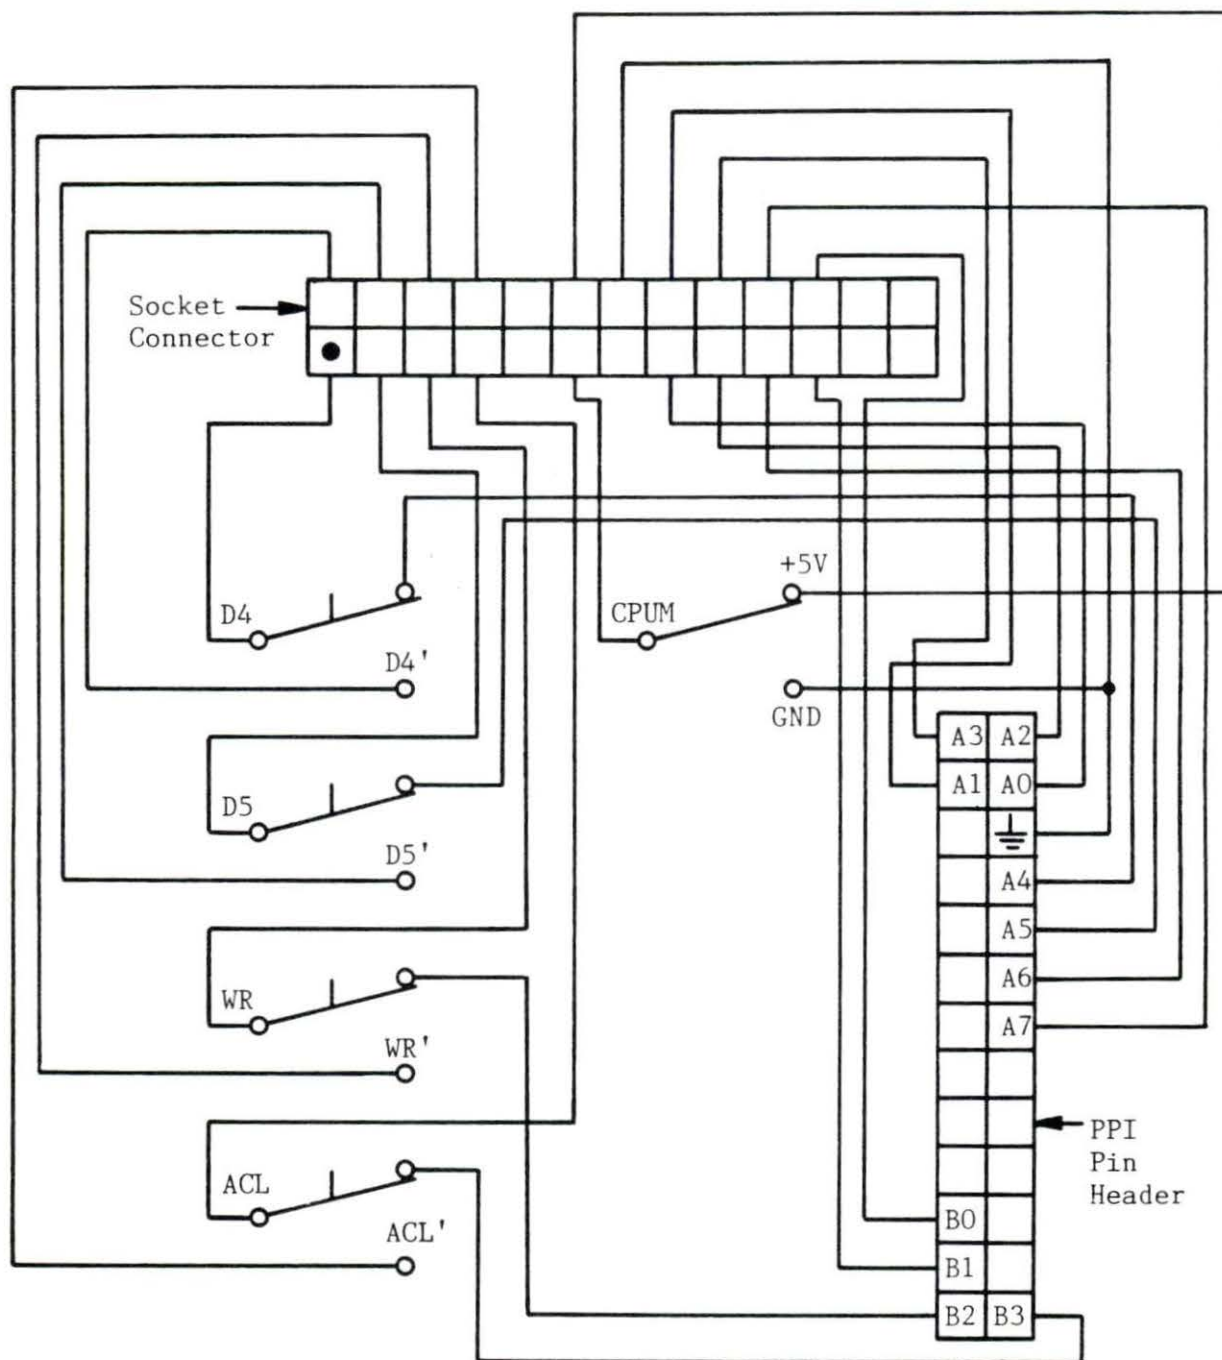 Socket
Connector
+5V
D4
CPUM
D4'
GND
A3 A2
D5
A1 A0
D5'
A4
A5
WR
A6
A7
WR'
PPI
Pin
Header
ACL
B0
ACL'
B1
B2 B3